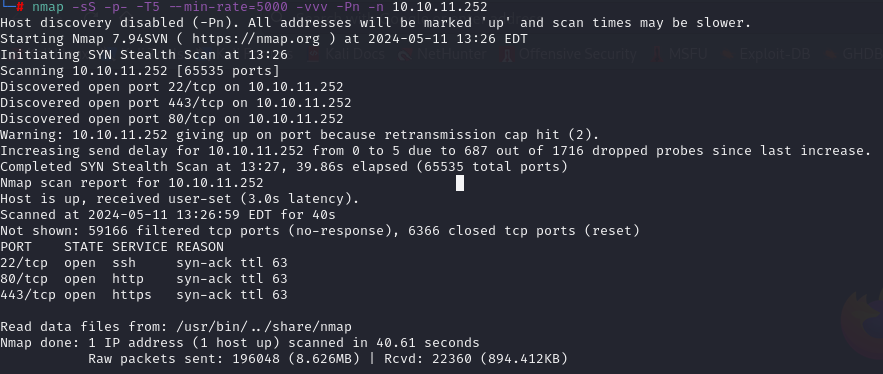 └─# nmap -sS -p- -T5 --min-rate=5000 -vvv -Pn -n 10.10.11.252
Host discovery disabled (-Pn). All addresses will be marked 'up' and scan times may be slower.
Starting Nmap 7.94SVN ( https://nmap.org ) at 2024-05-11 13:26 EDT
Initiating SYN Stealth Scan at 13:26
Kali Docs NetHunter Offensive Security MSFU Exploit-DB GHDB
Scanning 10.10.11.252 [65535 ports]
Discovered open port 22/tcp on 10.10.11.252
Discovered open port 443/tcp on 10.10.11.252
Discovered open port 80/tcp on 10.10.11.252
Warning: 10.10.11.252 giving up on port because retransmission cap hit (2).
Increasing send delay for 10.10.11.252 from 0 to 5 due to 687 out of 1716 dropped probes since last increase.
Completed SYN Stealth Scan at 13:27, 39.86s elapsed (65535 total ports)
Nmap scan report for 10.10.11.252
Host is up, received user-set (3.0s latency).
Scanned at 2024-05-11 13:26:59 EDT for 40s
Not shown: 59166 filtered tcp ports (no-response), 6366 closed tcp ports (reset)
PORT    STATE SERVICE REASON
22/tcp  open  ssh     syn-ack ttl 63
80/tcp  open  http    syn-ack ttl 63
443/tcp open  https   syn-ack ttl 63
Read data files from: /usr/bin/../share/nmap
Nmap done: 1 IP address (1 host up) scanned in 40.61 seconds
Raw packets sent: 196048 (8.626MB) | Rcvd: 22360 (894.412KB)